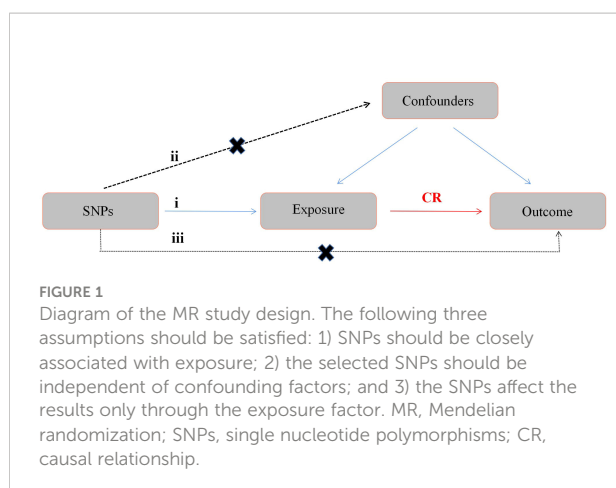 Confounders
ii
SNPs
i
Exposure
CR
Outcome
iii
FIGURE 1
Diagram of the MR study design. The following three
assumptions should be satisfied: 1) SNPs should be closely
associated with exposure; 2) the selected SNPs should be
independent of confounding factors; and 3) the SNPs affect the
results only through the exposure factor. MR, Mendelian
randomization; SNPs, single nucleotide polymorphisms; CR,
causal relationship.